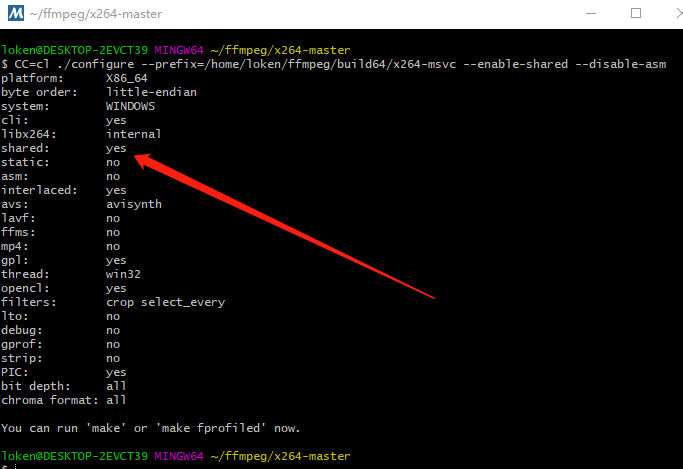 ~/ffmpeg/x264-master
loken@DESKTOP-2EVCT39 MINGW64 ~/ffmpeg/x264-master
$ CC=cl ./configure --prefix=/home/loken/ffmpeg/build64/x264-msvc --enable-shared --disable-asm
platform: X86_64
byte order: little-endian
system: WINDOWS
cli: yes
libx264: internal
shared: yes
static: no
asm: no
interlaced: yes
avs: avisynth
lavf: no
ffms: no
mp4: no
gpl: yes
thread: win32
opencl: yes
filters: crop select_every
lto: no
debug: no
gprof: no
strip: no
PIC: yes
bit depth: all
chroma format: all
You can run 'make' or 'make fprofiled' now.
loken@DESKTOP-2EVCT39 MINGW64 ~/ffmpeg/x264-master
$